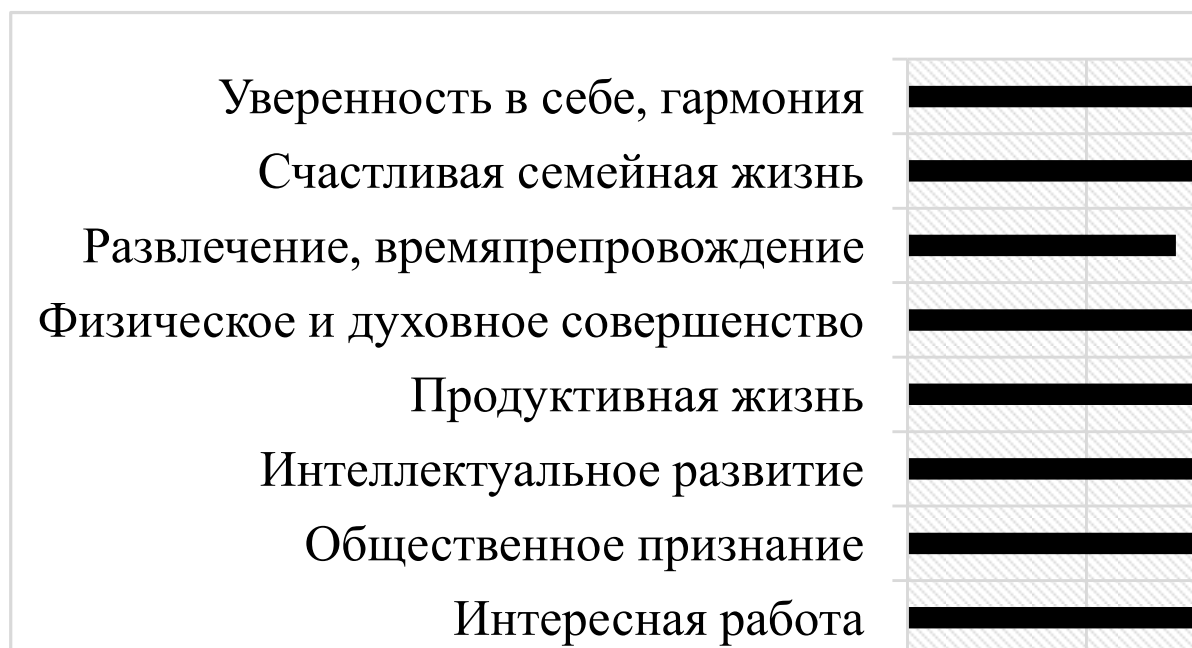 Уверенность в себе, гармония
Счастливая семейная жизнь
Развлечение, времяпрепровождение
Физическое и духовное совершенство
Продуктивная жизнь
Интеллектуальное развитие
Общественное признание
Интересная работа